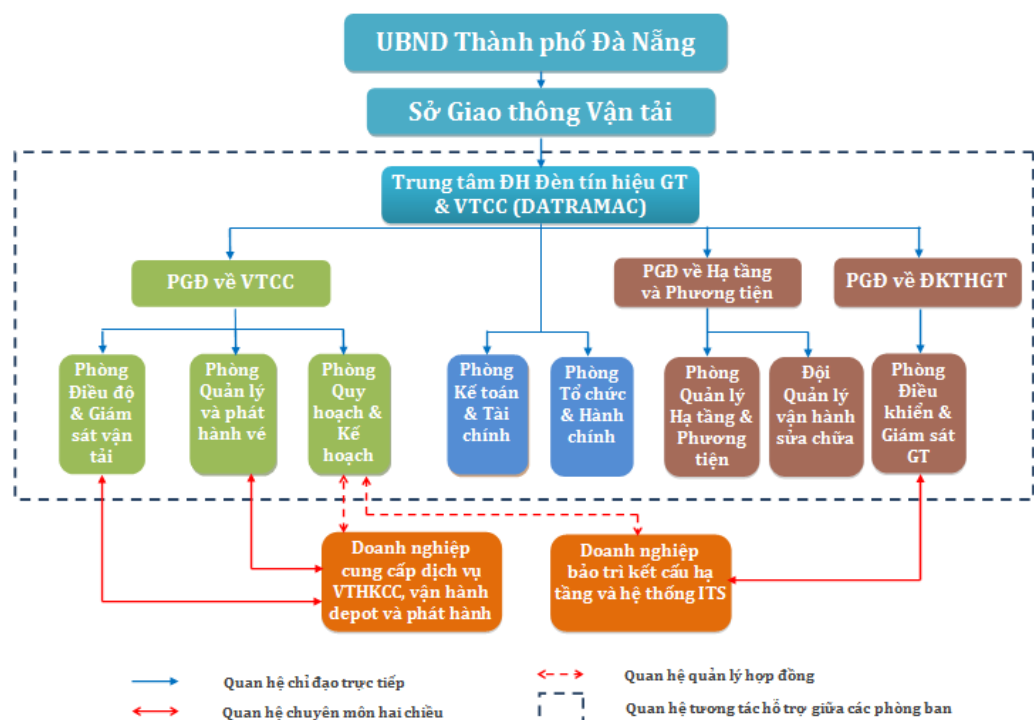 UBND Thành phố Đà Nẵng
Sở Giao thông Vận tải
Trung tâm ĐH Đèn tín hiệu GT
& VTCC (DATRAMAC)
PGĐ về VTCC
PGĐ về Hạ tầng
và Phương tiện
PGĐ về ĐKTHGT
Phòng
Điều độ
& Giám
sát vận
tải
Phòng
Quản lý
và phát
hành vé
Phòng
Quy
hoạch &
Kế
hoạch
Phòng
Kế toán
& Tài
chính
Phòng
Tổ chức
& Hành
chính
Phòng
Quản lý
Hạ tầng &
Phương
tiện
Đội
Quản lý
vận hành
sửa chữa
Phòng
Điều
khiển &
Giám sát
GT
Doanh nghiệp
cung cấp dịch vụ
VTHKCC, vận hành
depot và phát hành
Doanh nghiệp
bảo trì kết cấu hạ
tầng và hệ thống ITS
Quan hệ chỉ đạo trực tiếp
Quan hệ quản lý hợp đồng
Quan hệ chuyên môn hai chiều
Quan hệ tương tác hỗ trợ giữa các phòng ban